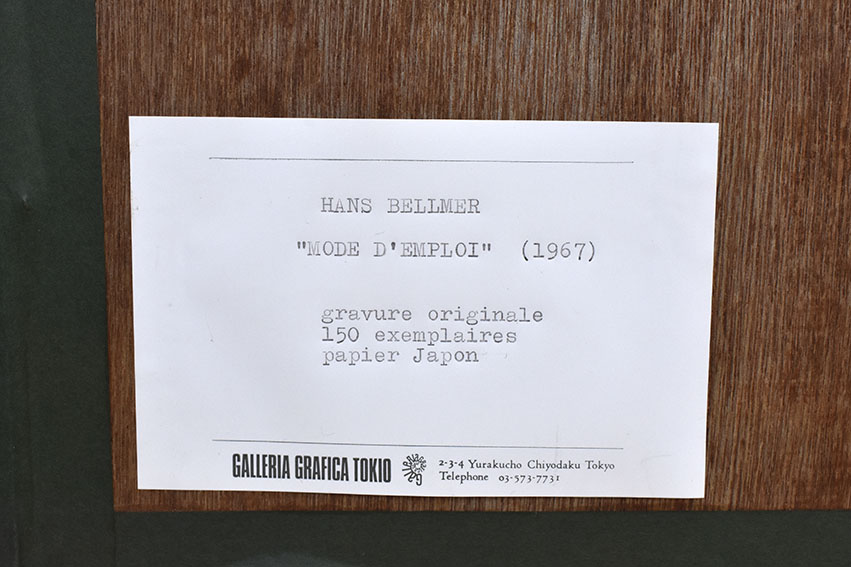 HANS BELLMER
"MODE D'EMPLOI" (1967)
gravure originale
150 exemplaires
papier Japon
GALLERIA GRAFICA TOKIO
2-3-4 Yurakucho Chiyodaku Tokyo
Telephone 03-573-7731